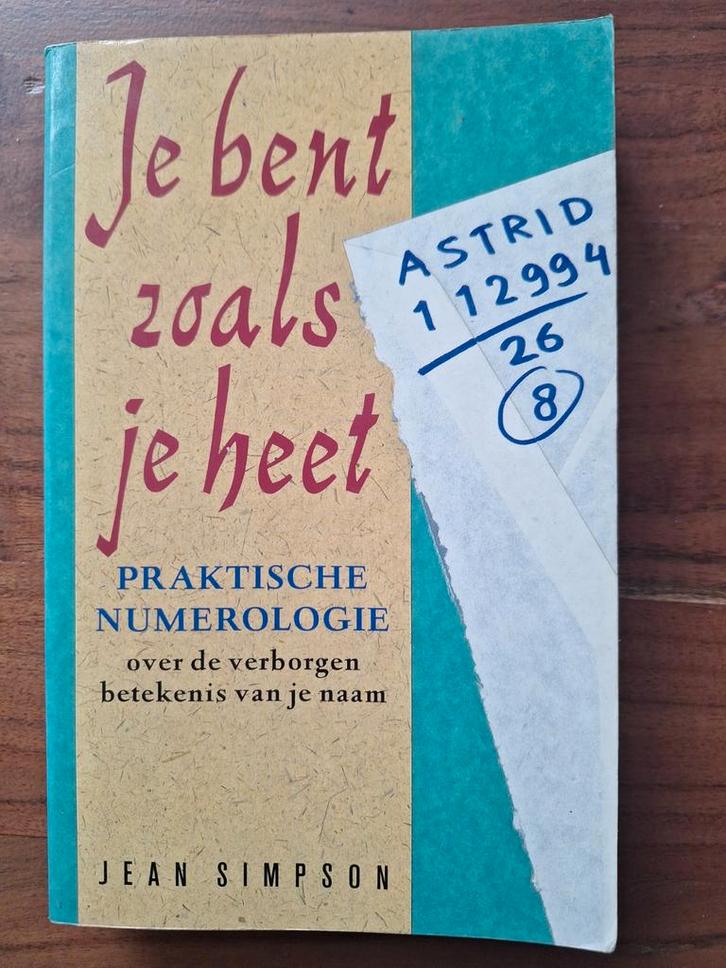 Je bent
zoals
je heet
PRAKTISCHE
NUMEROLOGIE
over de verborgen
betekenis van je naam
JEAN SIMPSON
ASTRID
112994
26
8